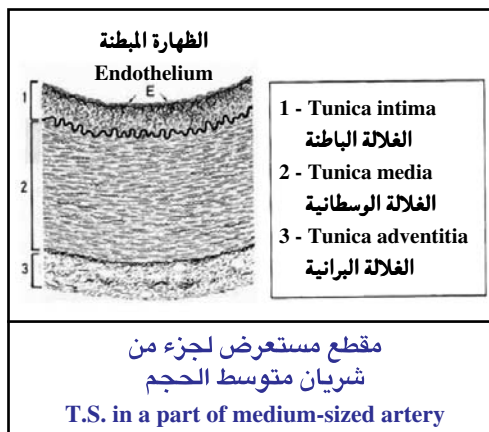 الظهارة المبطنة
Endothelium
E
1
2
3
1 - Tunica intima
الغلالة الباطنة
2 - Tunica media
الغلالة الوسطانية
3 - Tunica adventitia
الغلالة البرانية
مقطع مستعرض لجزء من
شريان متوسط الحجم
T.S. in a part of medium-sized artery